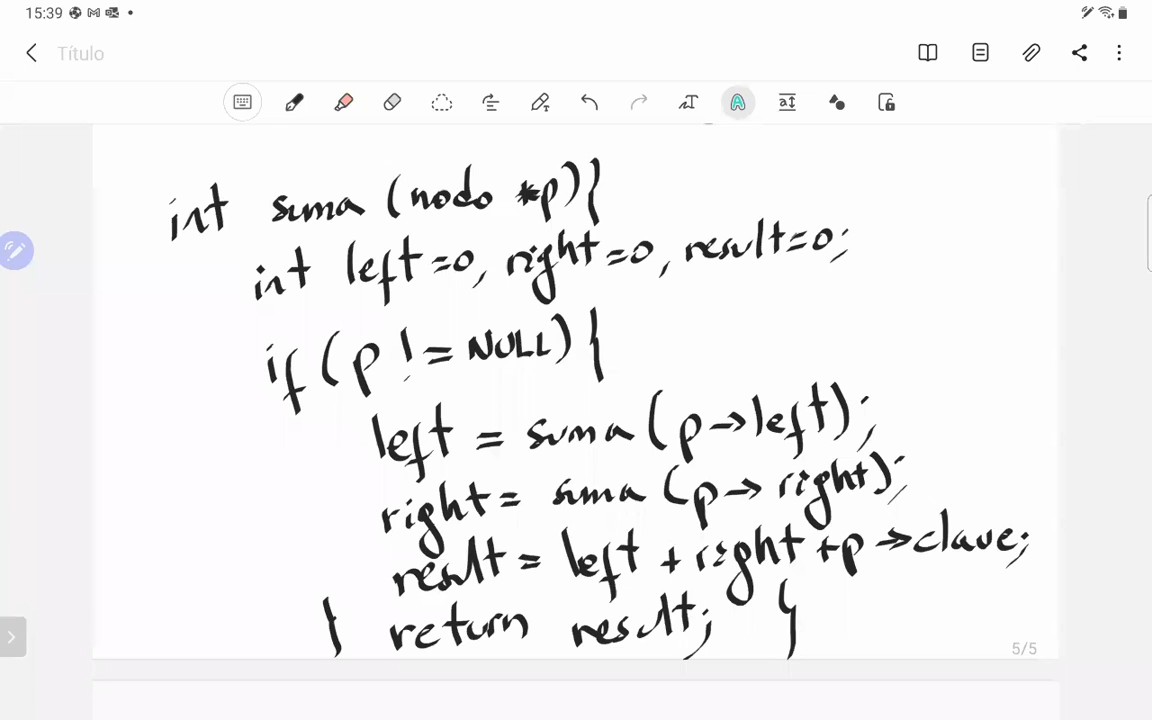 15:39
Título
int suma (nodo *p){
int left=0, right=0, result=0;
if (p != NULL) {
left = suma (p->left);
right = suma (p-> right);
result = left + right +p->clave;
} return result; }
5/5